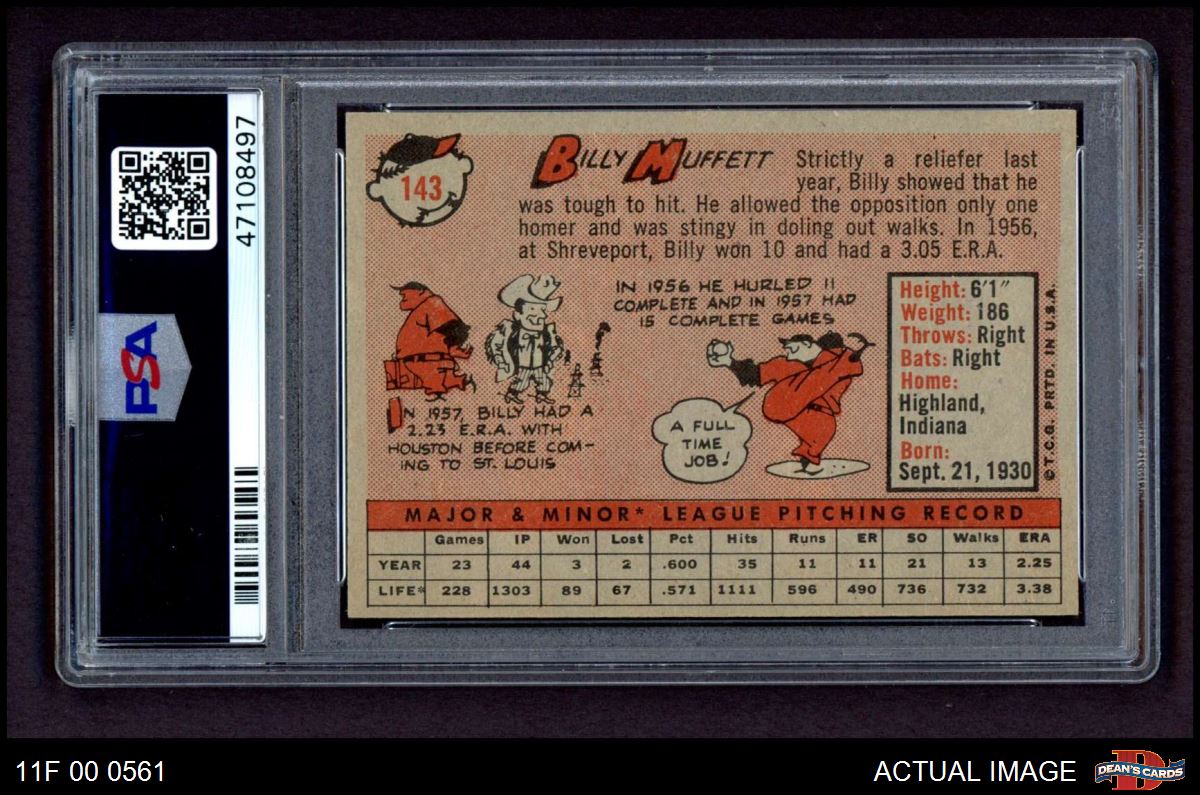 47108497
PSA
143
BILLY MUFFETT
Strictly a reliefer last
year, Billy showed that he
was tough to hit. He allowed the opposition only one
homer and was stingy in doling out walks. In 1956,
at Shreveport, Billy won 10 and had a 3.05 E.R.A.
IN 1957, BILLY HAD A
2.23 E.R.A. WITH
HOUSTON BEFORE COM-
ING TO ST. LOUIS
IN 1956 HE HURLED 11
COMPLETE AND IN 1957 HAD
15 COMPLETE GAMES
A FULL
TIME
JOB!
Height: 6'1"
Weight: 186
Throws: Right
Bats: Right
Home:
Highland,
Indiana
Born:
Sept. 21, 1930
©T.C.G. PRTD. IN U.S.A.
MAJOR & MINOR* LEAGUE PITCHING RECORD
Games IP Won Lost Pct Hits Runs ER SO Walks ERA
YEAR 23 44 3 2 .600 35 11 11 21 13 2.25
LIFE* 228 1303 89 67 .571 1111 596 490 736 732 3.38
11F 00 0561
ACTUAL IMAGE
DEAN'S CARDS